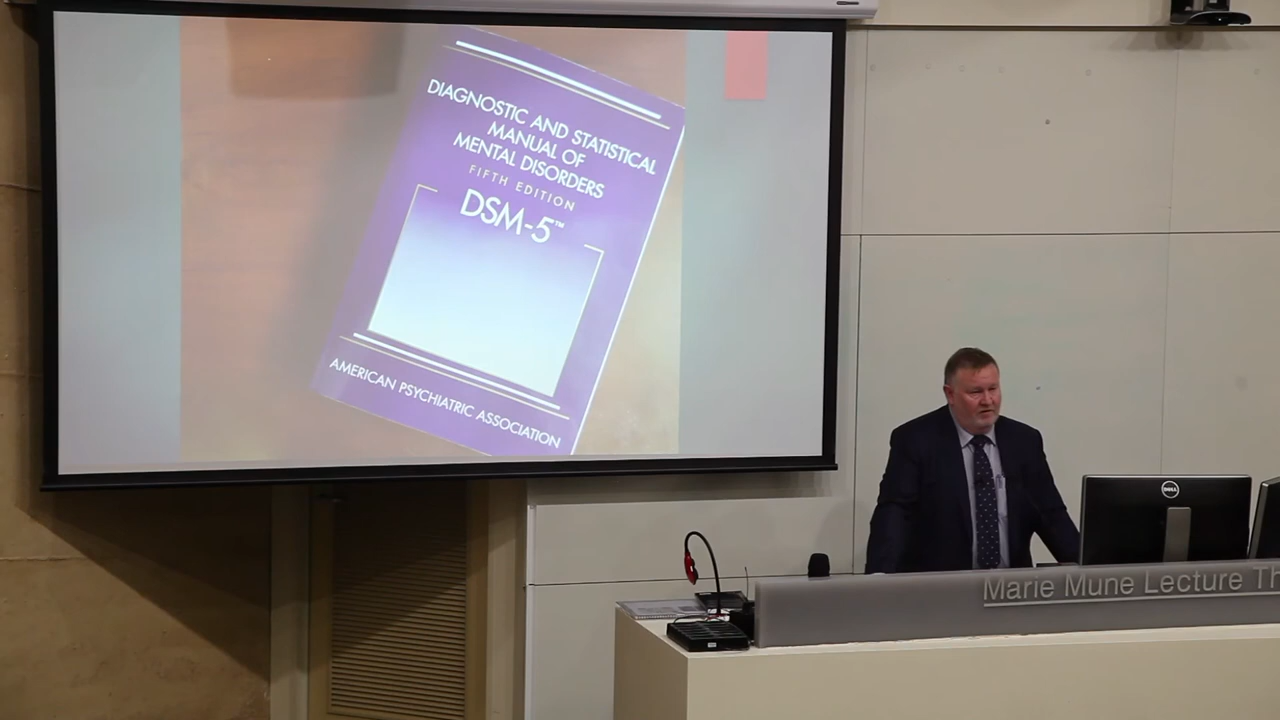 DIAGNOSTIC AND STATISTICAL
MANUAL OF
MENTAL DISORDERS
FIFTH EDITION
DSM-5™
AMERICAN PSYCHIATRIC ASSOCIATION
DELL
Marie Mune Lecture Th